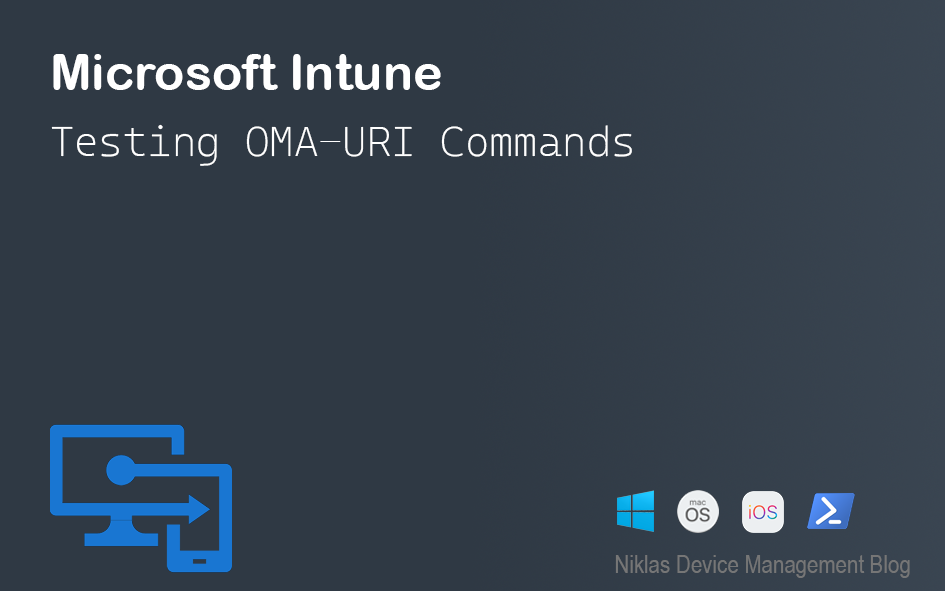 Microsoft Intune
Testing OMA-URI Commands
mac
OS
iOS
Niklas Device Management Blog